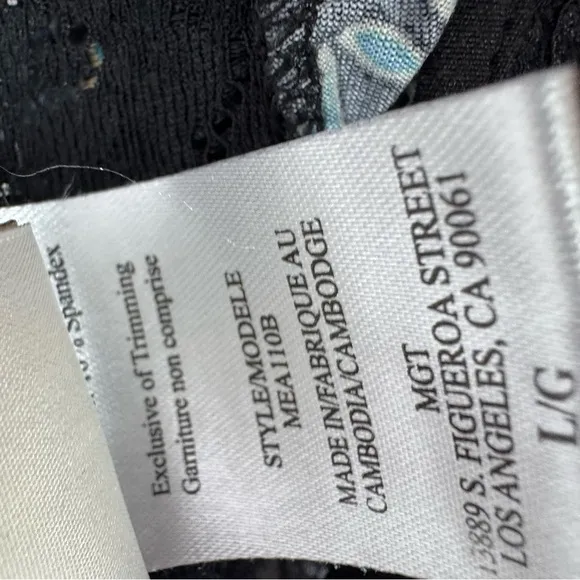 Spandex
Exclusive of Trimming
Garniture non comprise
STYLE/MODELE
MEA110B
MADE IN/FABRIQUE AU
CAMBODIA/CAMBODGE
MGT
13889 S. FIGUEROA STREET
LOS ANGELES, CA 90061
L/G